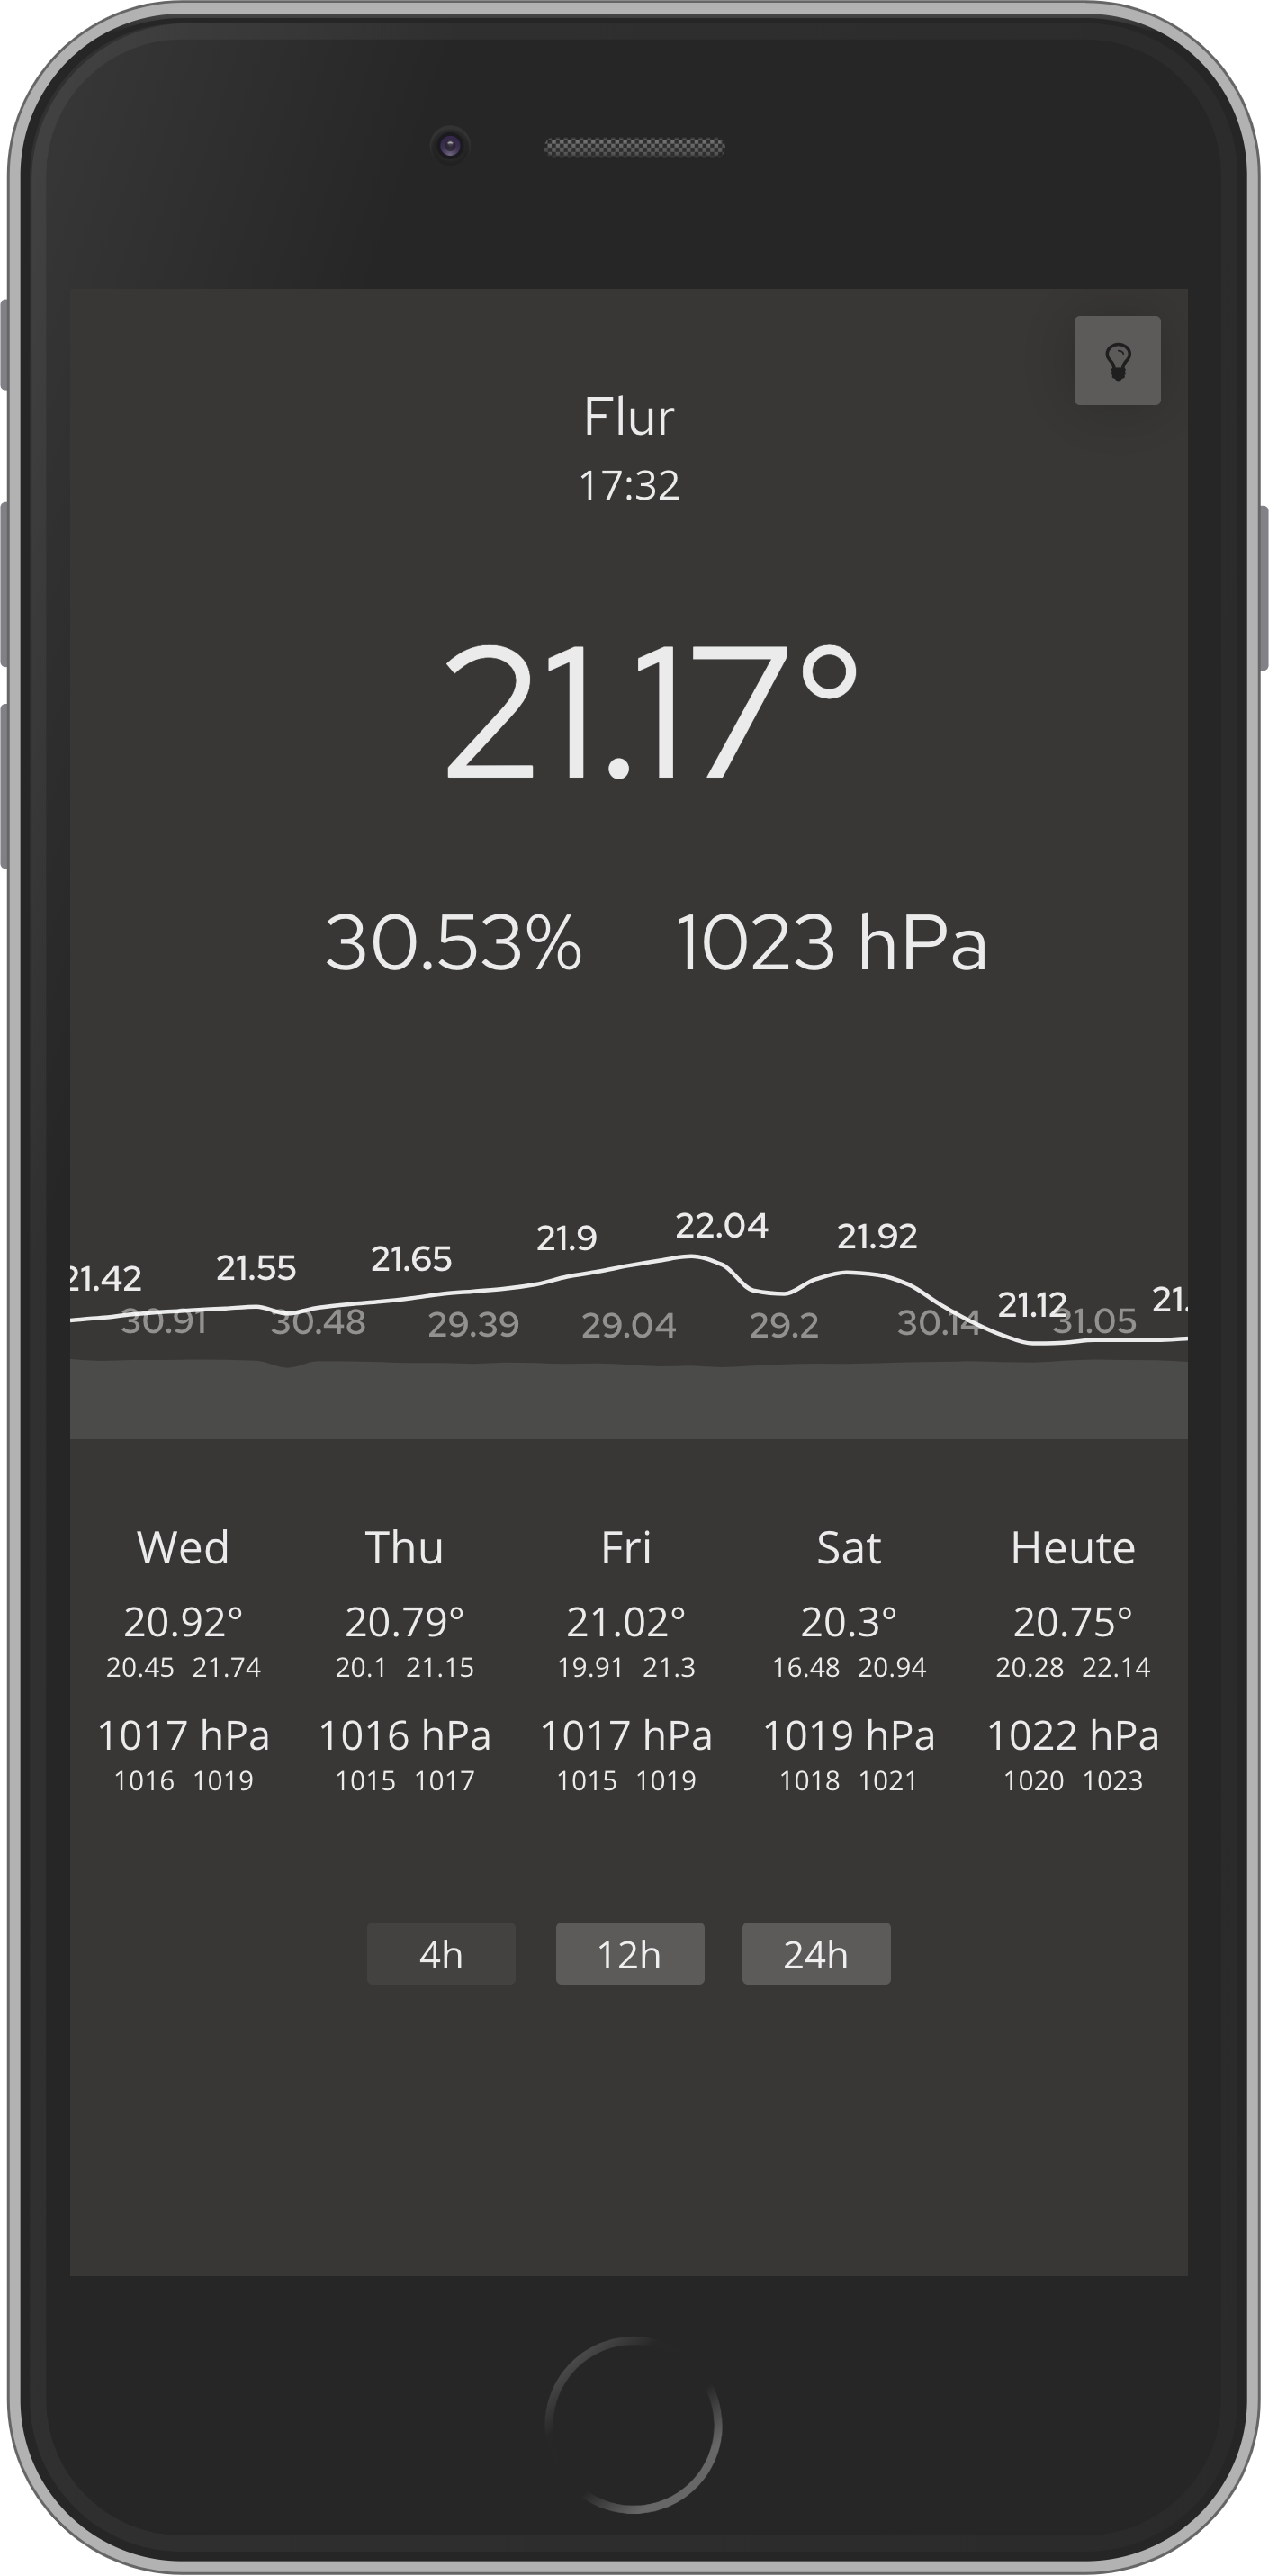 Flur
17:32
21.17°
30.53% 1023 hPa
21.42 21.55 21.65 21.9 22.04 21.92 21.12 21.
30.91 30.48 29.39 29.04 29.2 30.14 31.05
Wed Thu Fri Sat Heute
20.92° 20.79° 21.02° 20.3° 20.75°
20.45 21.74 20.1 21.15 19.91 21.3 16.48 20.94 20.28 22.14
1017 hPa 1016 hPa 1017 hPa 1019 hPa 1022 hPa
1016 1019 1015 1017 1015 1019 1018 1021 1020 1023
4h 12h 24h